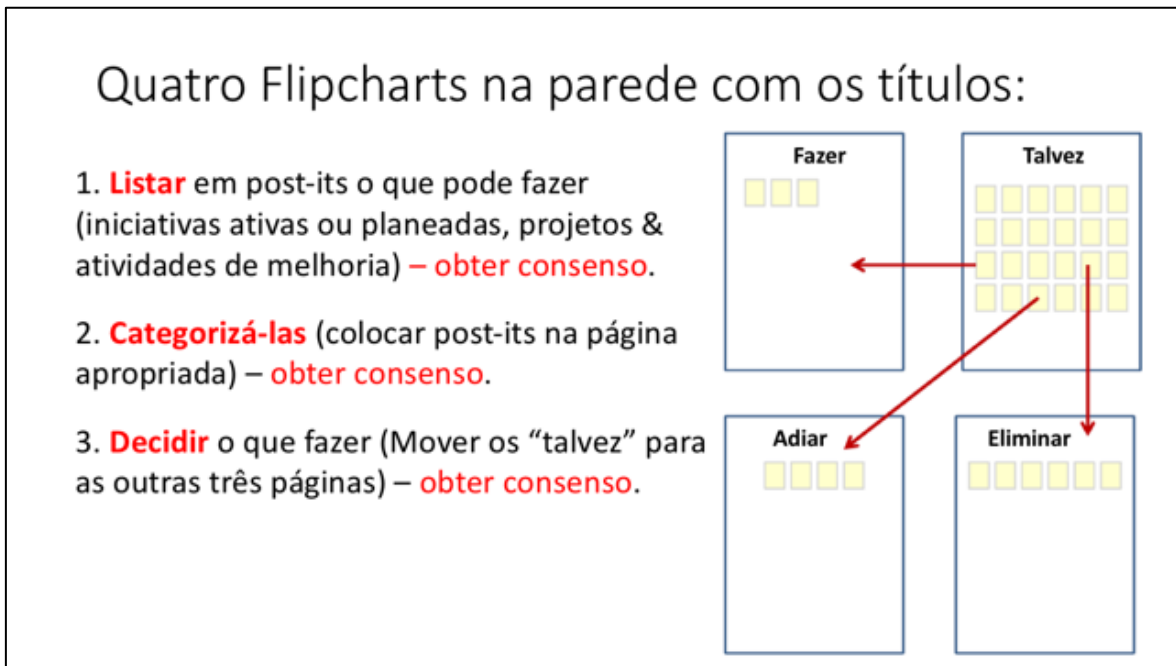 Quatro Flipcharts na parede com os títulos:
1. Listar em post-its o que pode fazer
(iniciativas ativas ou planeadas, projetos &
atividades de melhoria) – obter consenso.
2. Categorizá-las (colocar post-its na página
apropriada) – obter consenso.
3. Decidir o que fazer (Mover os “talvez” para
as outras três páginas) – obter consenso.
Fazer
Talvez
Adiar
Eliminar